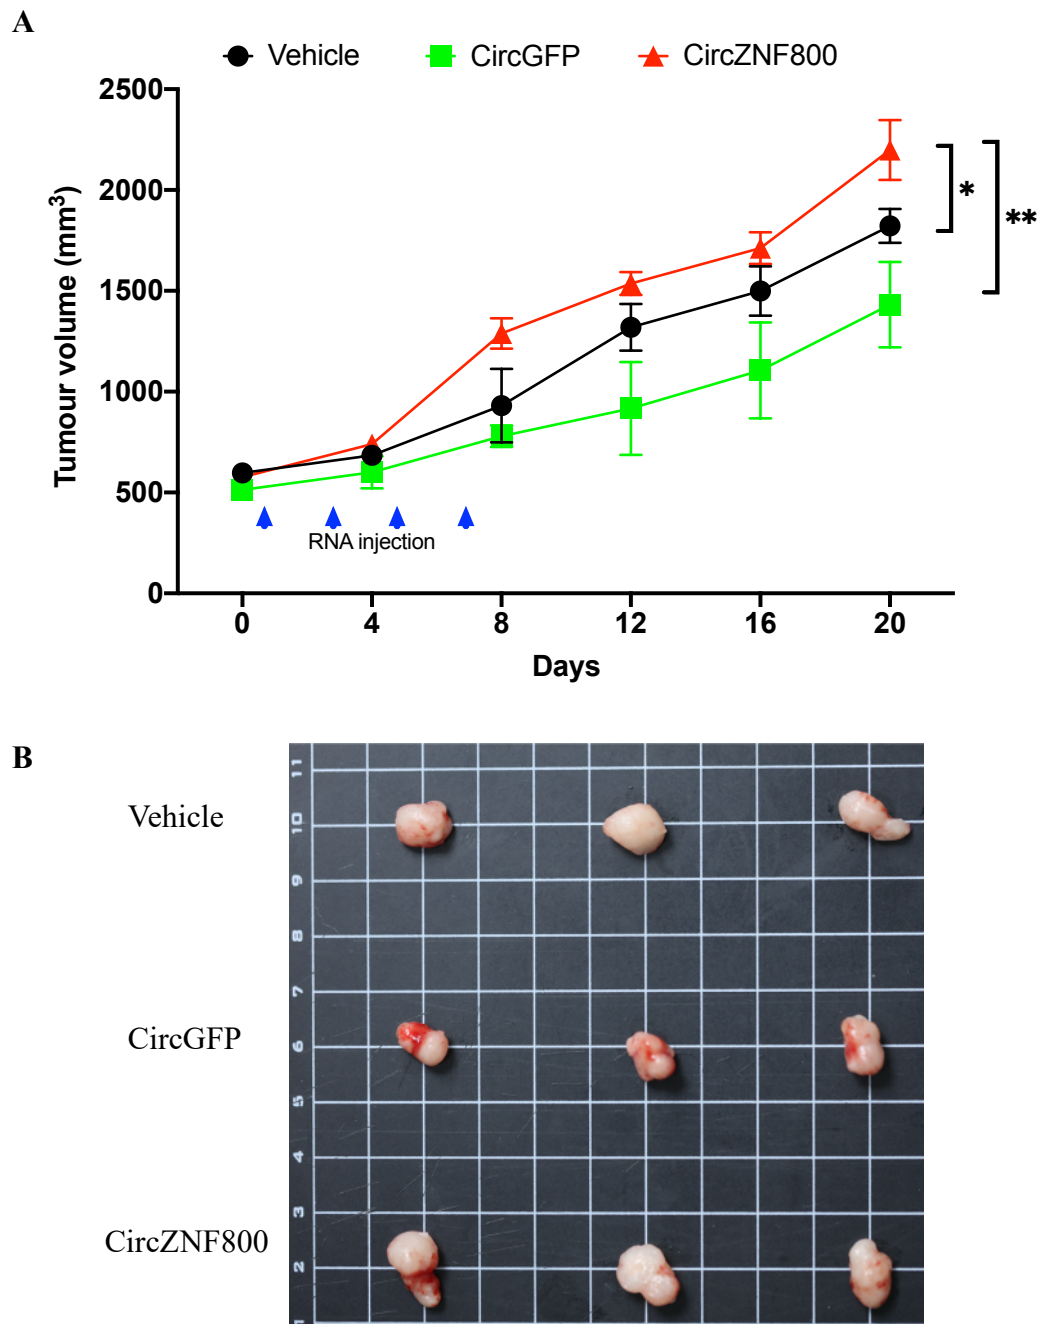 A
Vehicle CircGFP CircZNF800
2500
2000
1500
1000
500
0
Tumour volume (mm³)
*
**
RNA injection
0 4 8 12 16 20
Days
B
Vehicle
CircGFP
CircZNF800
11
10
9
8
7
6
5
4
3
2
1